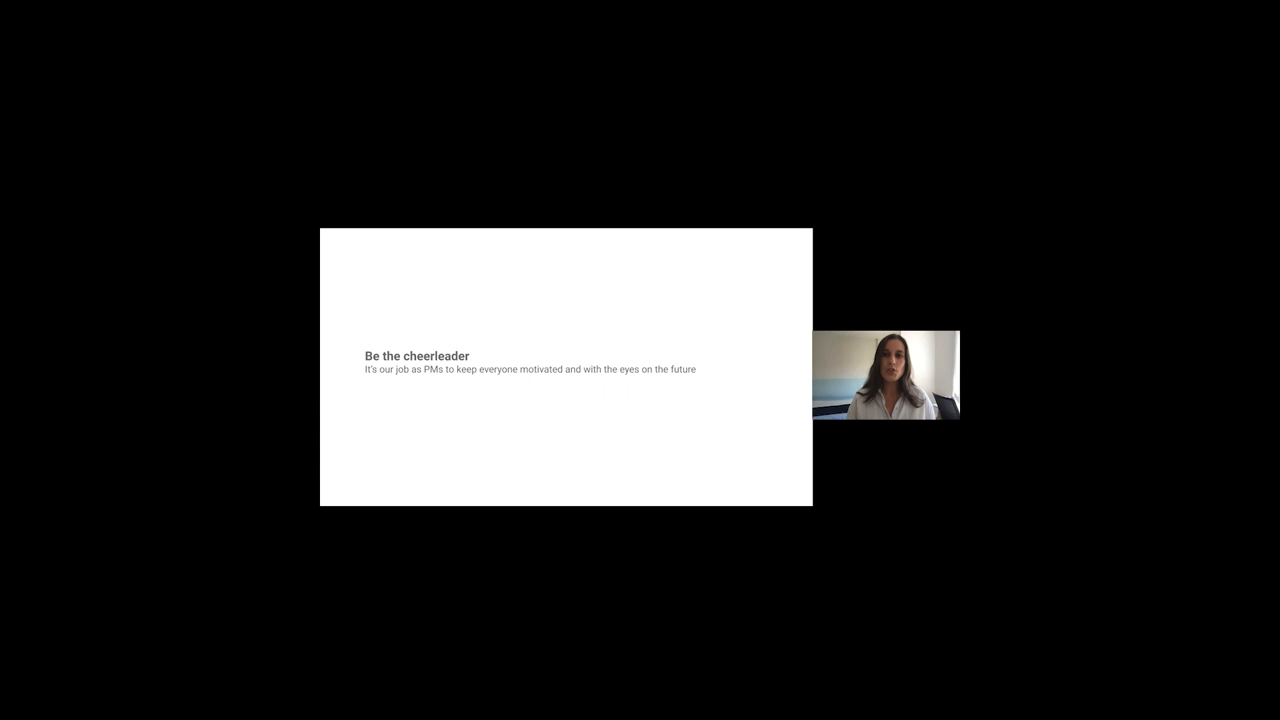 Be the cheerleader
It's our job as PMs to keep everyone motivated and with the eyes on the future